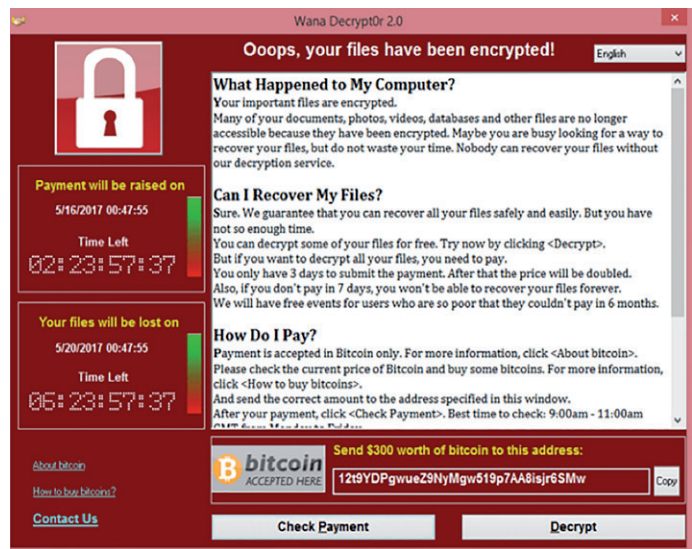 Wana Decrypt0r 2.0
Ooops, your files have been encrypted!
English
Payment will be raised on
5/16/2017 00:47:55
Time Left
02:23:57:37
Your files will be lost on
5/20/2017 00:47:55
Time Left
06:23:57:37
About bitcoin
How to buy bitcoins?
Contact Us
What Happened to My Computer?
Your important files are encrypted.
Many of your documents, photos, videos, databases and other files are no longer
accessible because they have been encrypted. Maybe you are busy looking for a way to
recover your files, but do not waste your time. Nobody can recover your files without
our decryption service.
Can I Recover My Files?
Sure. We guarantee that you can recover all your files safely and easily. But you have
not so enough time.
You can decrypt some of your files for free. Try now by clicking <Decrypt>.
But if you want to decrypt all your files, you need to pay.
You only have 3 days to submit the payment. After that the price will be doubled.
Also, if you don't pay in 7 days, you won't be able to recover your files forever.
We will have free events for users who are so poor that they couldn't pay in 6 months.
How Do I Pay?
Payment is accepted in Bitcoin only. For more information, click <About bitcoin>.
Please check the current price of Bitcoin and buy some bitcoins. For more information,
click <How to buy bitcoins>.
And send the correct amount to the address specified in this window.
After your payment, click <Check Payment>. Best time to check: 9:00am - 11:00am
GMT from Monday to Friday
bitcoin
ACCEPTED HERE
Send $300 worth of bitcoin to this address:
12t9YDPgwueZ9NyMgw519p7AA8isjr6SMw
Copy
Check Payment
Decrypt